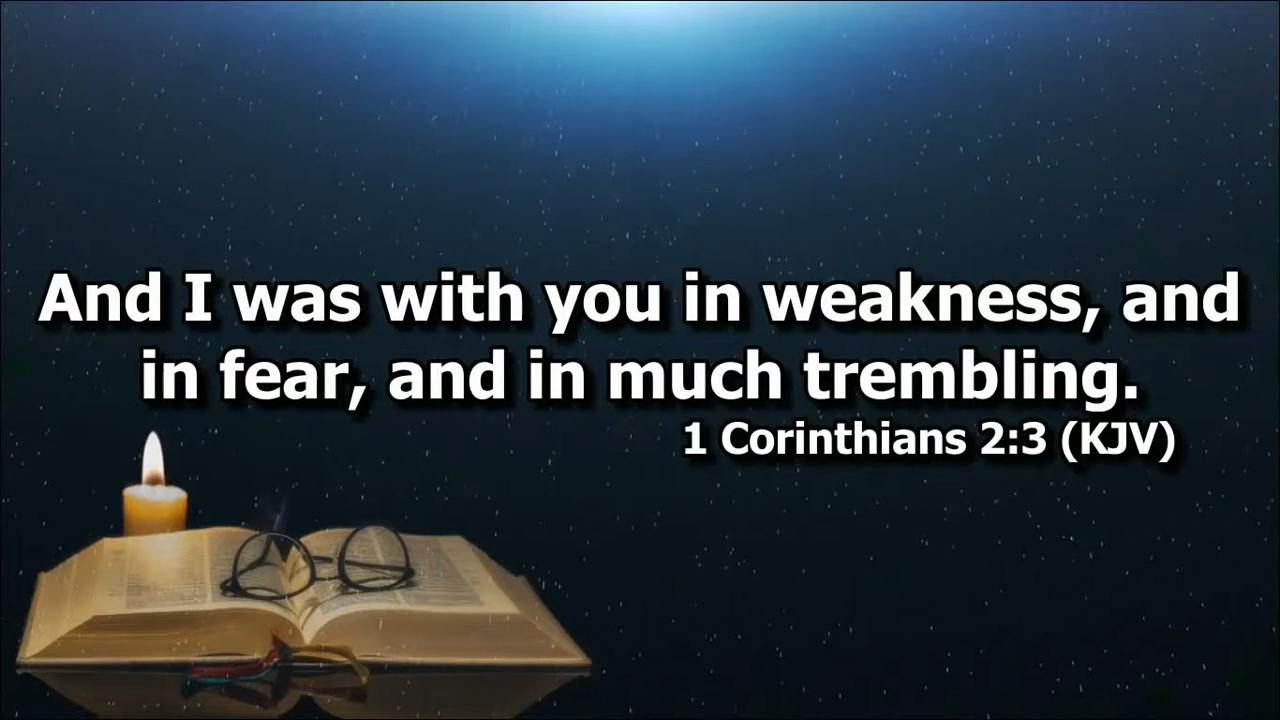 And I was with you in weakness, and
in fear, and in much trembling.
1 Corinthians 2:3 (KJV)